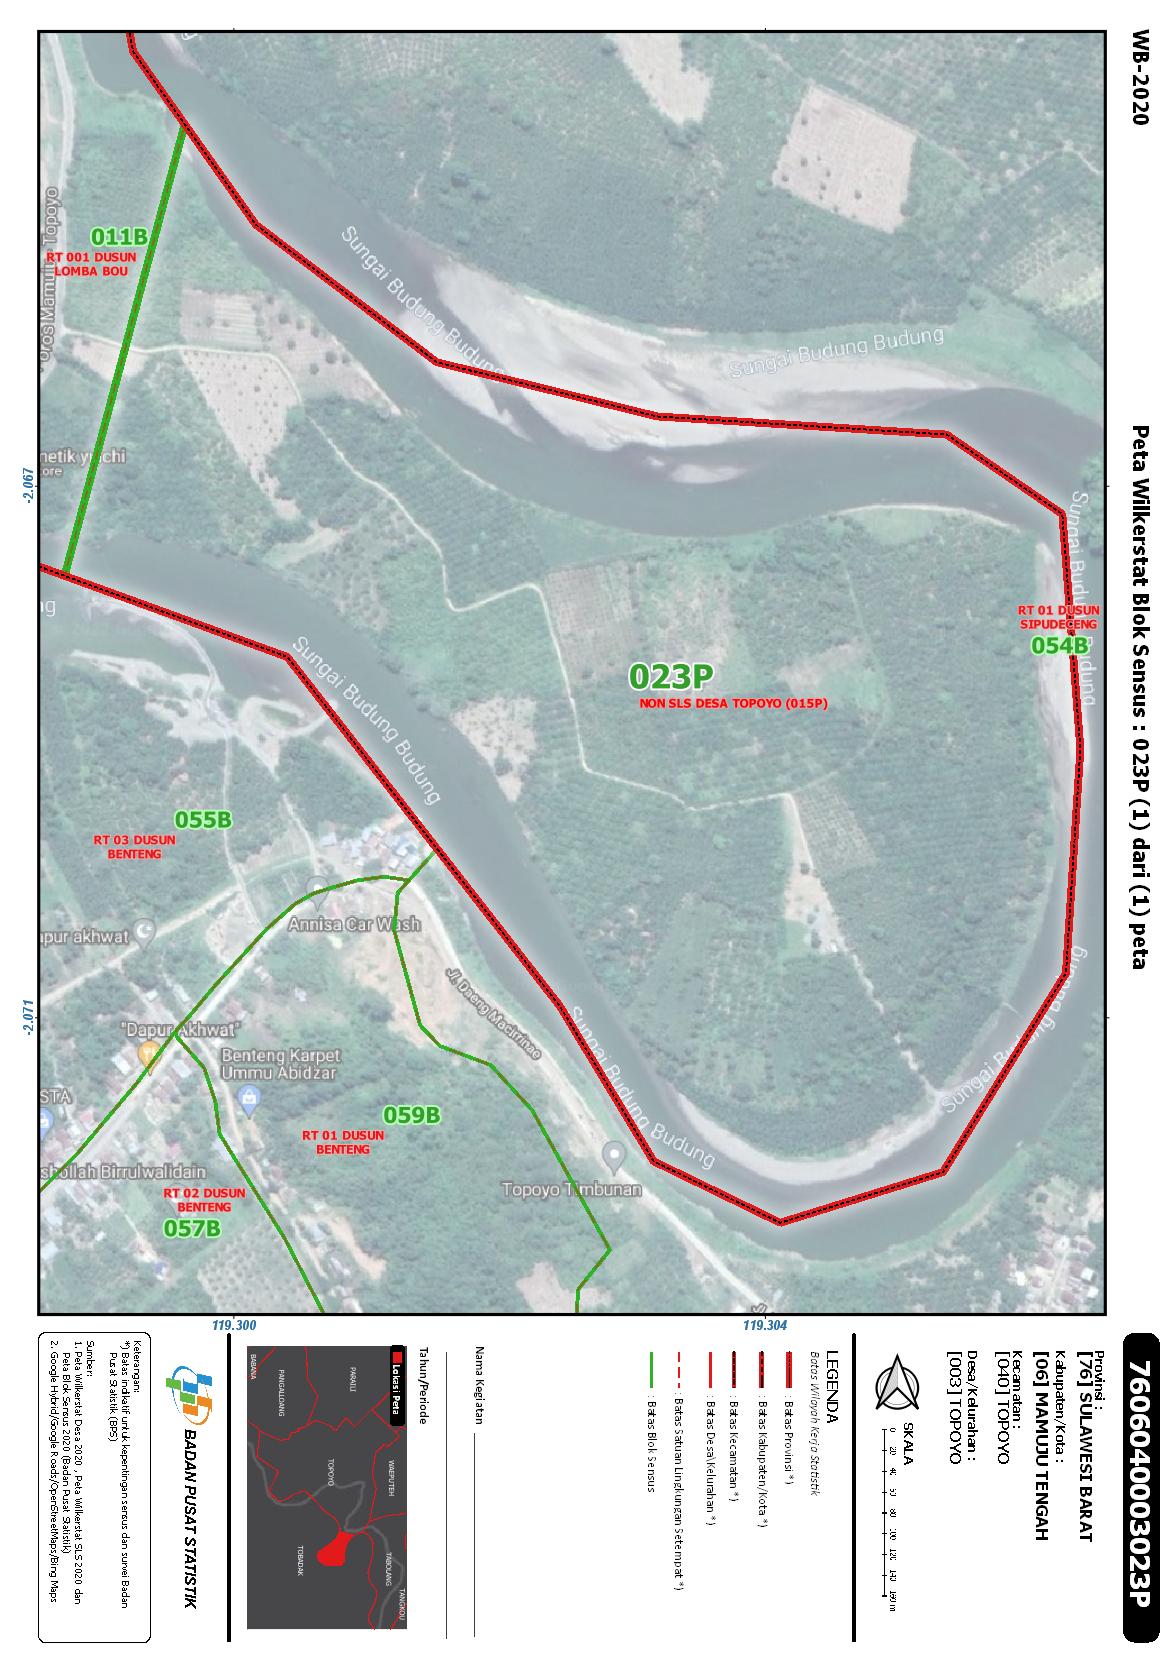 WB-2020
Peta Wilkerstat Blok Sensus : 023P (1) dari (1) peta
7606040003023P
011B
RT 001 DUSUN
LOMBA BOU
Sungai Budung Budung
Sungai Budung Budung
-2.067
Sungai Budung Budung
RT 01 DUSUN
SIPUDECENG
054B
023P
NON SLS DESA TOPOYO (015P)
Sungai Budung Budung
055B
RT 03 DUSUN
BENTENG
Annisa Car Wash
apur akhwat
-2.071
"Dapur Akhwat"
Benteng Karpet
Ummu Abidzar
Sungai Budung Budung
Sungai Budung Budung
STA
059B
RT 01 DUSUN
BENTENG
Birrulwalidain
RT 02 DUSUN
BENTENG
057B
Topoyo Timbunan
119.300
119.304
Provinsi :
[76] SULAWESI BARAT
Kabupaten/Kota :
[06] MAMUJU TENGAH
Kecamatan :
[040] TOPOYO
Desa/Kelurahan :
[003] TOPOYO
SKALA
0 20 40 60 80 100 120 140 160 m
LEGENDA
Batas Wilayah Kerja Statistik
: Batas Provinsi *)
: Batas Kabupaten/Kota *)
: Batas Kecamatan *)
: Batas Desa\Kelurahan *)
: Batas Satuan Lingkungan Setempat *)
: Batas Blok Sensus
Nama Kegiatan
Tahun/Periode
Lokasi Peta
PARAILI
WAEPUTEH
PANGALLOANG
BABANA
TOPOYO
TABOLANG
TOBADAK
TANGKOU
BADAN PUSAT STATISTIK
Keterangan:
*) Batas indikatif untuk kepentingan sensus dan survei Badan
Pusat Statistik (BPS)
Sumber:
1. Peta Wilkerstat Desa 2020 , Peta Wilkerstat SLS 2020 dan
Peta Blok Sensus 2020 (Badan Pusat Statistik)
2. Google Hybrid/Google Roads/OpenStreetMaps/Bing Maps